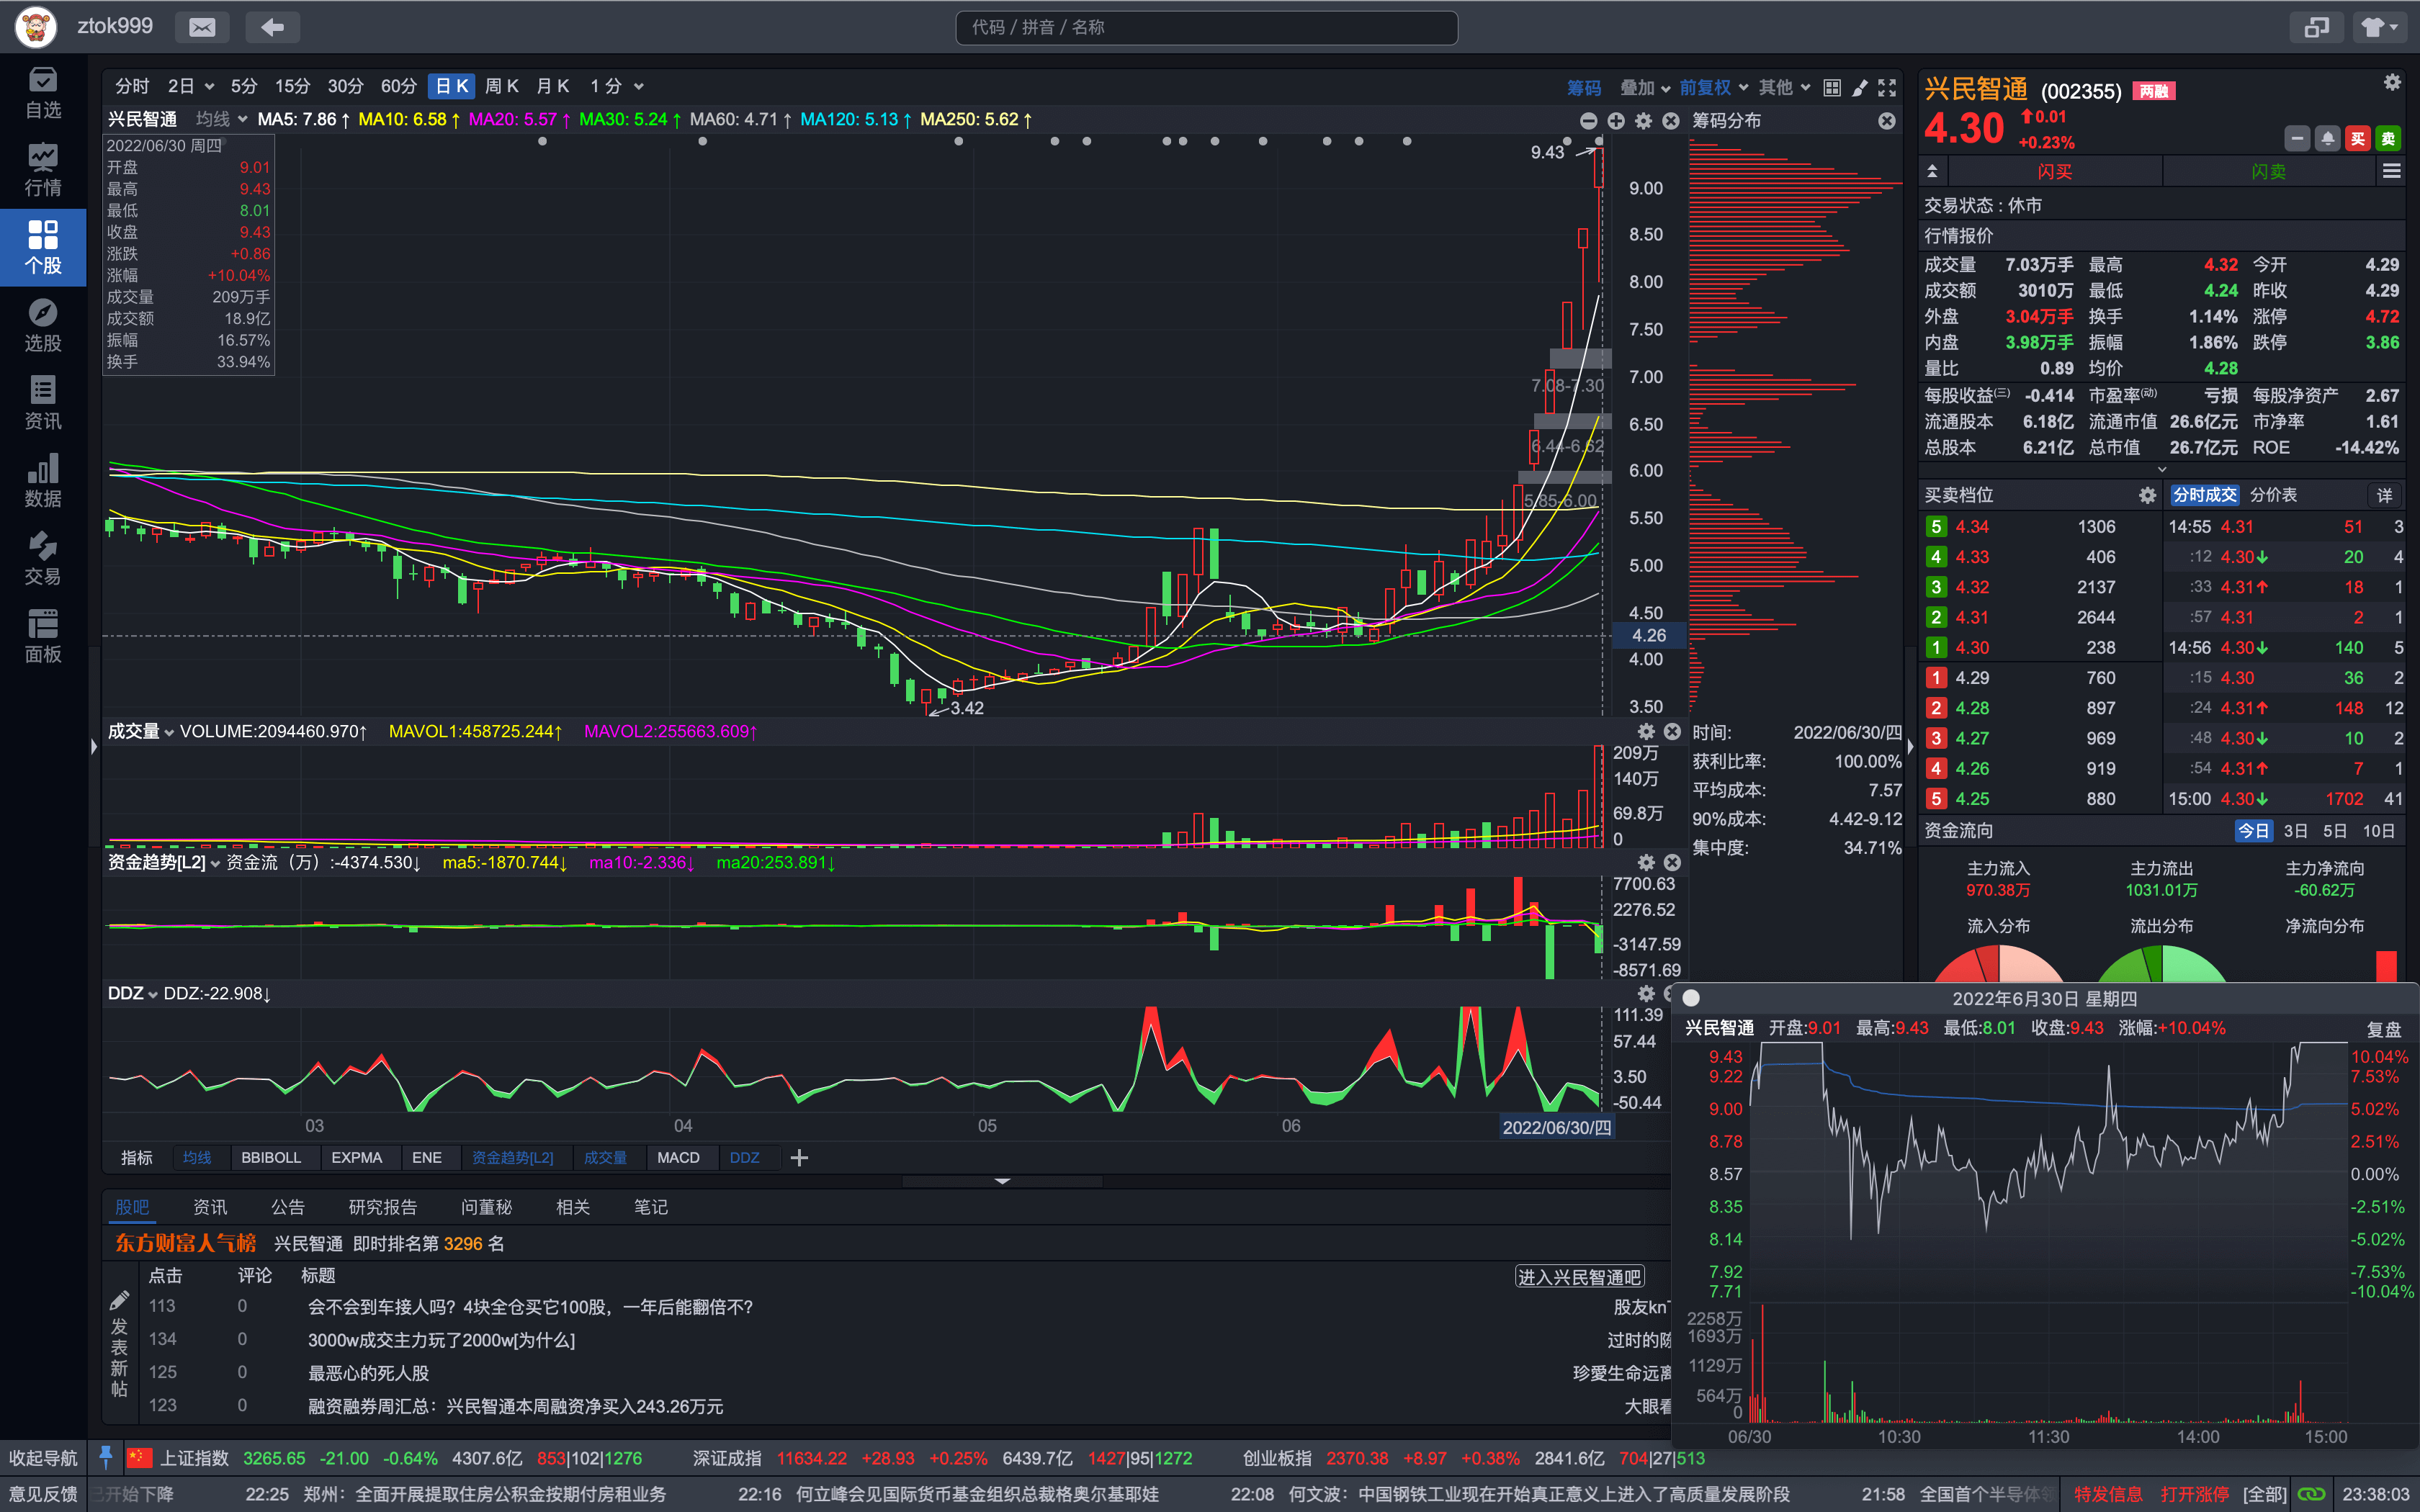 ztok999
代码 / 拼音 / 名称
自选
行情
个股
选股
资讯
数据
交易
面板
分时 2日 5分 15分 30分 60分 日K 周K 月K 1分 筹码 叠加 前复权 其他
兴民智通 均线 MA5: 7.86↑ MA10: 6.58↑ MA20: 5.57↑ MA30: 5.24↑ MA60: 4.71↑ MA120: 5.13↑ MA250: 5.62↑
2022/06/30 周四
开盘 9.01
最高 9.43
最低 8.01
收盘 9.43
涨跌 +0.86
涨幅 +10.04%
成交量 209万手
成交额 18.9亿
振幅 16.57%
换手 33.94%
9.43
7.08-7.30
6.44-6.62
5.85-6.00
3.42
9.00
8.50
8.00
7.50
7.00
6.50
6.00
5.50
5.00
4.50
4.26
4.00
3.50
筹码分布
时间: 2022/06/30/四
获利比率: 100.00%
平均成本: 7.57
90%成本: 4.42-9.12
集中度: 34.71%
成交量 VOLUME:2094460.970↑ MAVOL1:458725.244↑ MAVOL2:255663.609↑
209万
140万
69.8万
0
资金趋势[L2] 资金流（万）:-4374.530↓ ma5:-1870.744↓ ma10:-2.336↓ ma20:253.891↓
7700.63
2276.52
-3147.59
-8571.69
DDZ DDZ:-22.908↓
111.39
57.44
3.50
-50.44
03 04 05 06 2022/06/30/四
指标 均线 BBIBOLL EXPMA ENE 资金趋势[L2] 成交量 MACD DDZ
股吧 资讯 公告 研究报告 问董秘 相关 笔记
东方财富人气榜 兴民智通 即时排名第 3296 名
点击 评论 标题 进入兴民智通吧
113 0 会不会到车接人吗？4块全仓买它100股，一年后能翻倍不？ 股友kn
134 0 3000w成交主力玩了2000w[为什么] 过时的
125 0 最恶心的死人股 珍爱生命远离
123 0 融资融券周汇总：兴民智通本周融资净买入243.26万元 大眼看
发表新帖
兴民智通 (002355) 两融
4.30 0.01
+0.23%
买 卖
闪买 闪卖
交易状态 : 休市
行情报价
成交量 7.03万手 最高 4.32 今开 4.29
成交额 3010万 最低 4.24 昨收 4.29
外盘 3.04万手 换手 1.14% 涨停 4.72
内盘 3.98万手 振幅 1.86% 跌停 3.86
量比 0.89 均价 4.28
每股收益(三) -0.414 市盈率(动) 亏损 每股净资产 2.67
流通股本 6.18亿 流通市值 26.6亿元 市净率 1.61
总股本 6.21亿 总市值 26.7亿元 ROE -14.42%
买卖档位 分时成交 分价表 详
5 4.34 1306 14:55 4.31 51 3
4 4.33 406 :12 4.30↓ 20 4
3 4.32 2137 :33 4.31↑ 18 1
2 4.31 2644 :57 4.31 2 1
1 4.30 238 14:56 4.30↓ 140 5
1 4.29 760 :15 4.30 36 2
2 4.28 897 :24 4.31↑ 148 12
3 4.27 969 :48 4.30↓ 10 2
4 4.26 919 :54 4.31↑ 7 1
5 4.25 880 15:00 4.30↓ 1702 41
资金流向 今日 3日 5日 10日
主力流入 主力流出 主力净流向
970.38万 1031.01万 -60.62万
流入分布 流出分布 净流向分布
2022年6月30日 星期四
兴民智通 开盘:9.01 最高:9.43 最低:8.01 收盘:9.43 涨幅:+10.04% 复盘
9.43 10.04%
9.22 7.53%
9.00 5.02%
8.78 2.51%
8.57 0.00%
8.35 -2.51%
8.14 -5.02%
7.92 -7.53%
7.71 -10.04%
2258万
1693万
1129万
564万
0
06/30 10:30 11:30 14:00 15:00
收起导航 上证指数 3265.65 -21.00 -0.64% 4307.6亿 853|102|1276 深证成指 11634.22 +28.93 +0.25% 6439.7亿 1427|95|1272 创业板指 2370.38 +8.97 +0.38% 2841.6亿 704|27|513
意见反馈 已开始下降 22:25 郑州：全面开展提取住房公积金按期付房租业务 22:16 何立峰会见国际货币基金组织总裁格奥尔基耶娃 22:08 何文波：中国钢铁工业现在开始真正意义上进入了高质量发展阶段 21:58 全国首个半导体 特发信息 打开涨停 [全部] 23:38:03